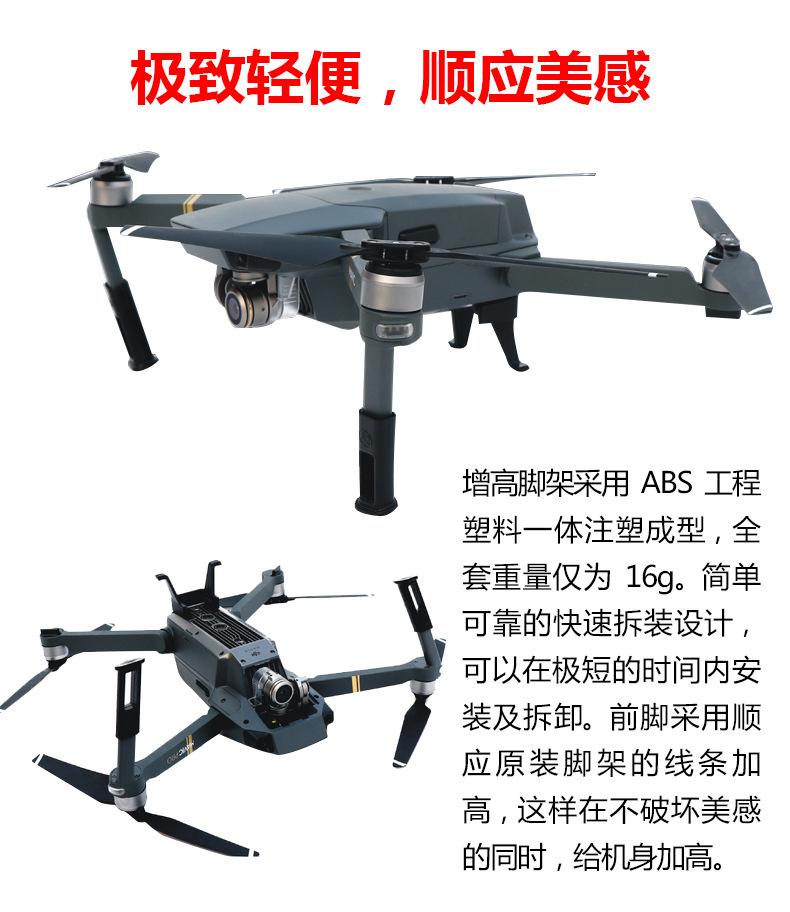 极致轻便，顺应美感
增高脚架采用 ABS 工程
塑料一体注塑成型，全
套重量仅为 16g。简单
可靠的快速拆装设计，
可以在极短的时间内安
装及拆卸。前脚采用顺
应原装脚架的线条加
高，这样在不破坏美感
的同时，给机身加高。
MAVIC PRO